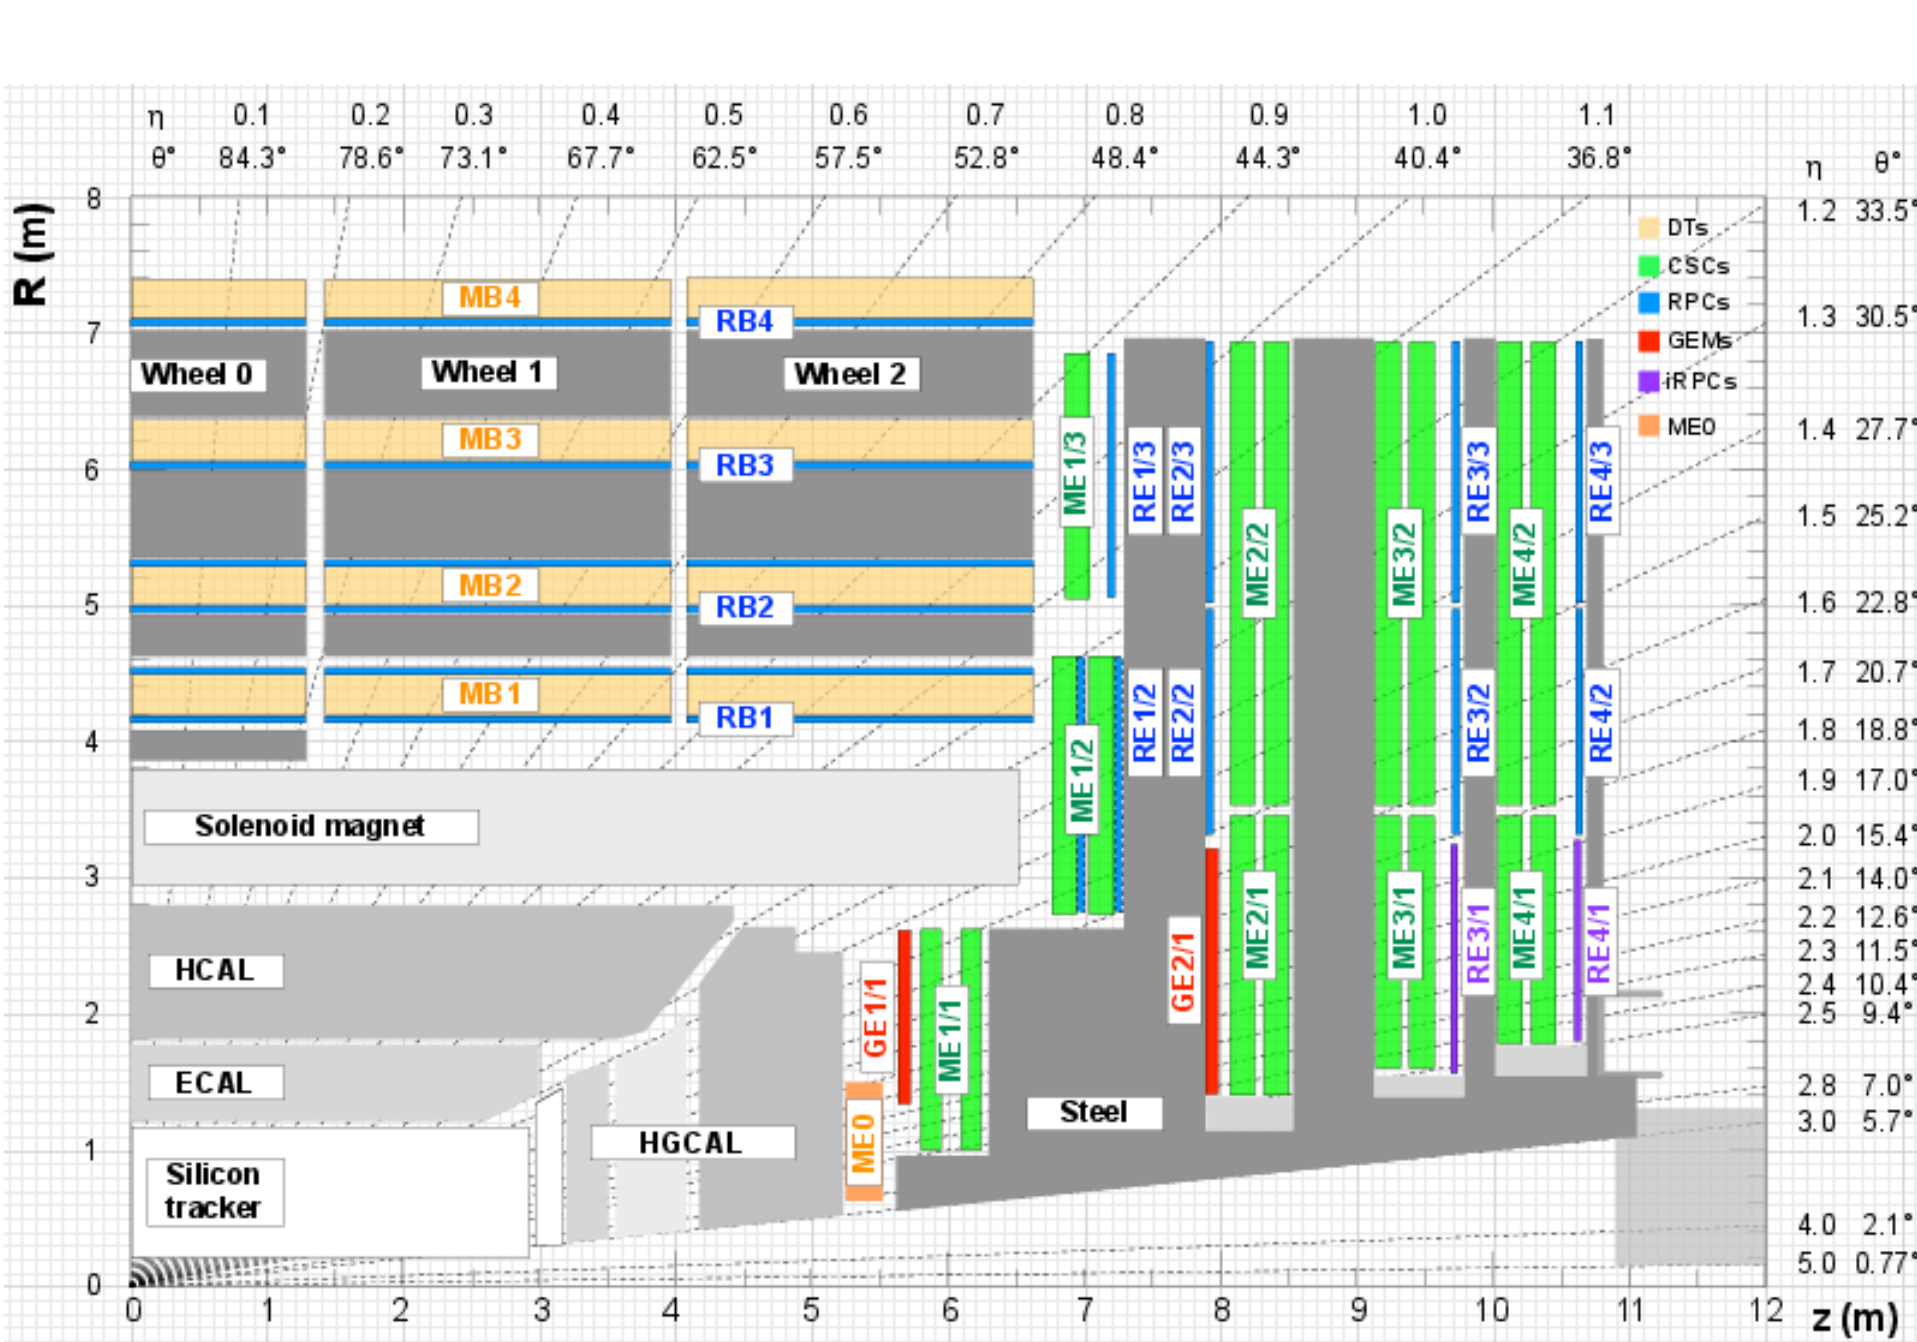 η 0.1 0.2 0.3 0.4 0.5 0.6 0.7 0.8 0.9 1.0 1.1
θ° 84.3° 78.6° 73.1° 67.7° 62.5° 57.5° 52.8° 48.4° 44.3° 40.4° 36.8°
η θ°
1.2 33.5°
1.3 30.5°
1.4 27.7°
1.5 25.2°
1.6 22.8°
1.7 20.7°
1.8 18.8°
1.9 17.0°
2.0 15.4°
2.1 14.0°
2.2 12.6°
2.3 11.5°
2.4 10.4°
2.5 9.4°
2.8 7.0°
3.0 5.7°
4.0 2.1°
5.0 0.77°
R (m)
8
7
6
5
4
3
2
1
0
DTs
CSCs
RPCs
GEMs
iRPCs
ME0
MB4
RB4
Wheel 0
Wheel 1
Wheel 2
MB3
RB3
MB2
RB2
MB1
RB1
Solenoid magnet
HCAL
ECAL
Silicon
tracker
HGCAL
Steel
ME0
GE1/1
ME1/1
ME1/2
ME1/3
RE1/3
RE2/3
RE1/2
RE2/2
GE2/1
ME2/2
ME2/1
ME3/2
ME3/1
RE3/3
RE3/2
RE3/1
ME4/2
ME4/1
RE4/3
RE4/2
RE4/1
0 1 2 3 4 5 6 7 8 9 10 11 12
z (m)